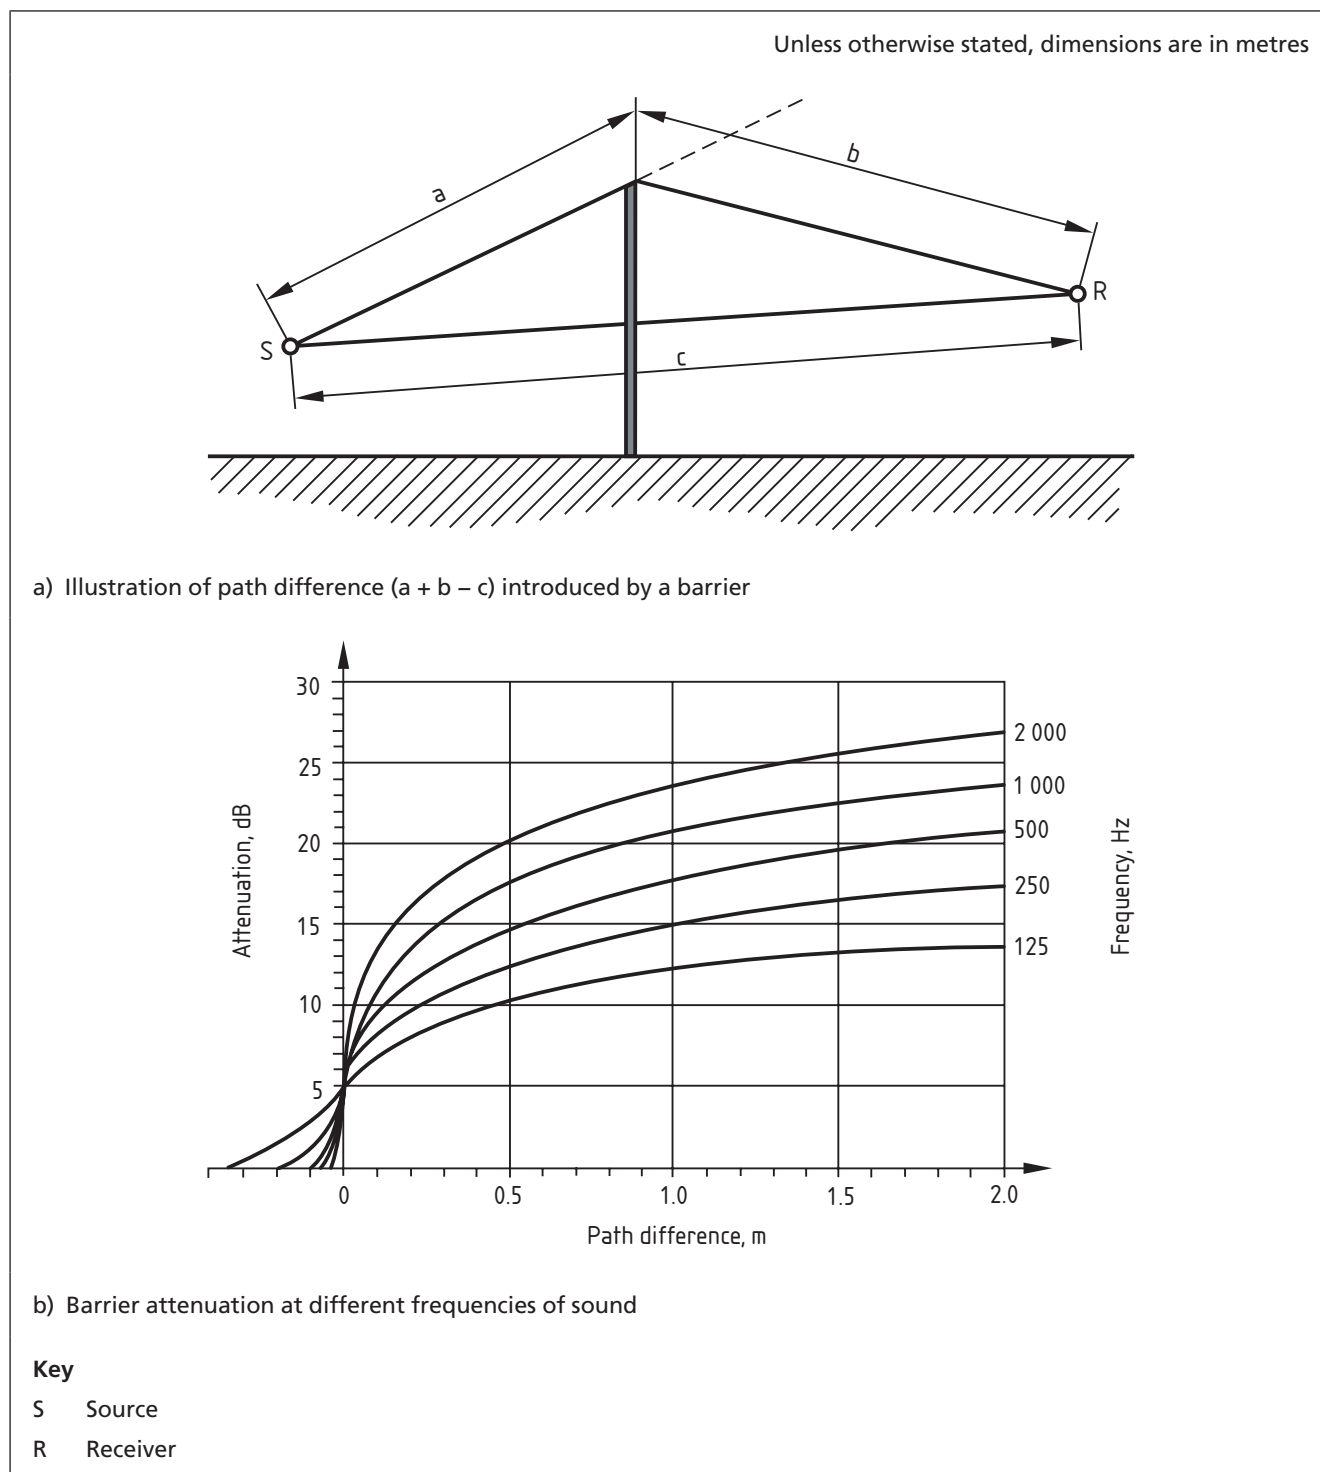 Unless otherwise stated, dimensions are in metres
a
b
S
R
c
a) Illustration of path difference (a + b – c) introduced by a barrier
30
25
20
15
10
5
Attenuation, dB
2 000
1 000
500
250
125
Frequency, Hz
0 0.5 1.0 1.5 2.0
Path difference, m
b) Barrier attenuation at different frequencies of sound
Key
S Source
R Receiver